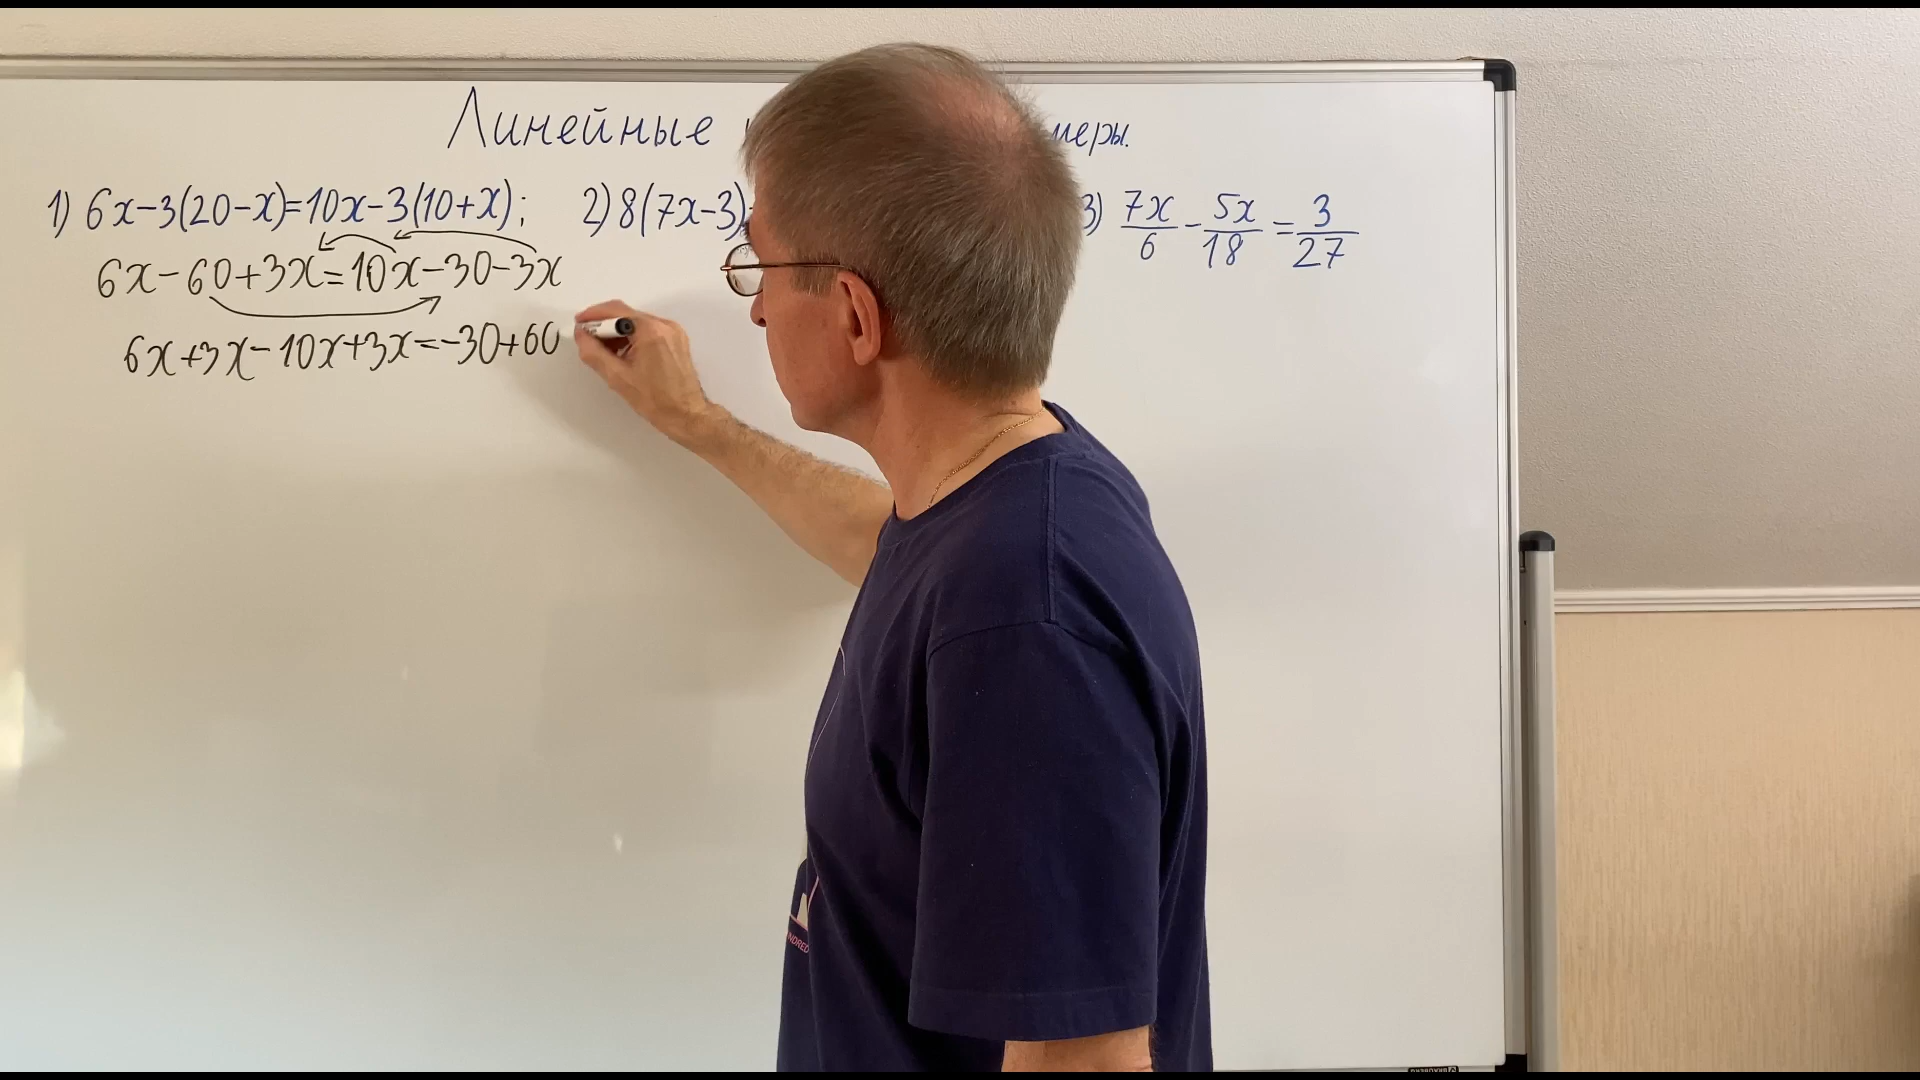 Линейные
1) 6x-3(20-x)=10x-3(10+x); 2) 8(7x-3) 3) 7x/6 - 5x/18 = 3/27
6x-60+3x=10x-30-3x
6x+3x-10x+3x=-30+60
NDRED